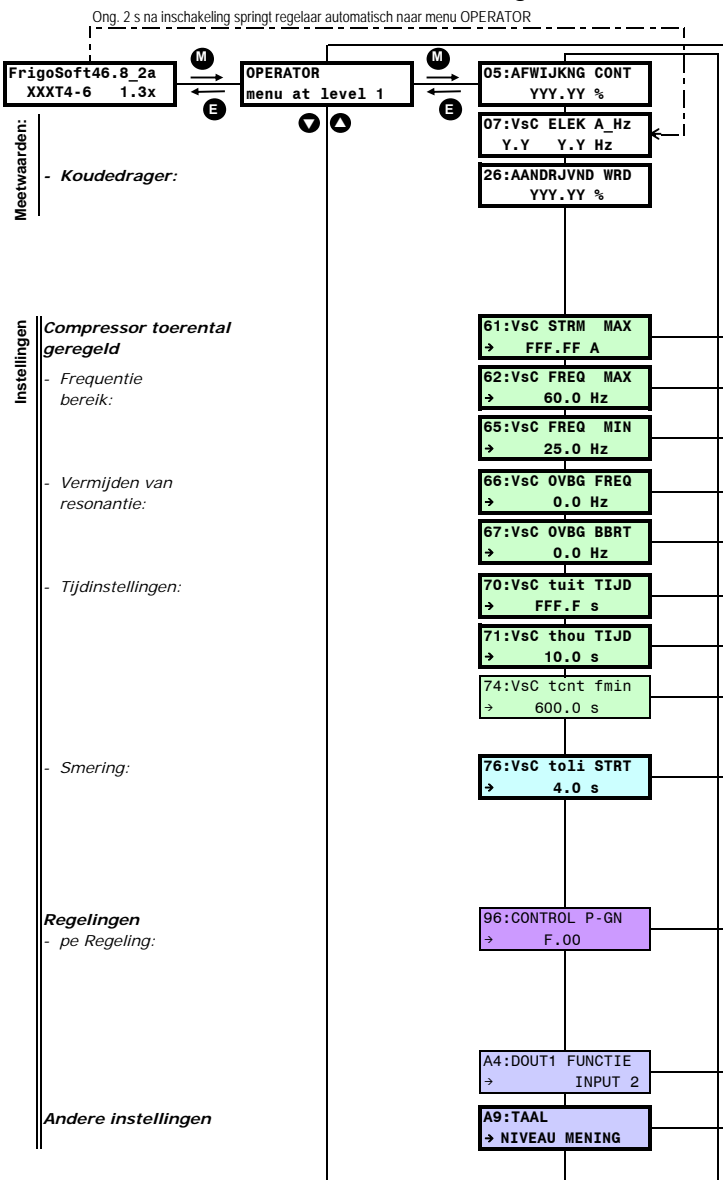 Ong. 2 s na inschakeling springt regelaar automatisch naar menu OPERATOR
FrigoSoft46.8_2a
XXXT4-6 1.3x
M
E
OPERATOR
menu at level 1
M
E
05:AFWIJKNG CONT
YYY.YY %
07:VsC ELEK A_Hz
Y.Y Y.Y Hz
26:AANDRJVND WRD
YYY.YY %
Meetwaarden:
- Koudedrager:
Instellingen
Compressor toerental
geregeld
61:VsC STRM MAX
→ FFF.FF A
- Frequentie
bereik:
62:VsC FREQ MAX
→ 60.0 Hz
65:VsC FREQ MIN
→ 25.0 Hz
- Vermijden van
resonantie:
66:VsC OVBG FREQ
→ 0.0 Hz
67:VsC OVBG BBRT
→ 0.0 Hz
- Tijdinstellingen:
70:VsC tuit TIJD
→ FFF.F s
71:VsC thou TIJD
→ 10.0 s
74:VsC tcnt fmin
→ 600.0 s
- Smering:
76:VsC toli STRT
→ 4.0 s
Regelingen
- pe Regeling:
96:CONTROL P-GN
→ F.00
A4:DOUT1 FUNCTIE
→ INPUT 2
Andere instellingen
A9:TAAL
→ NIVEAU MENING